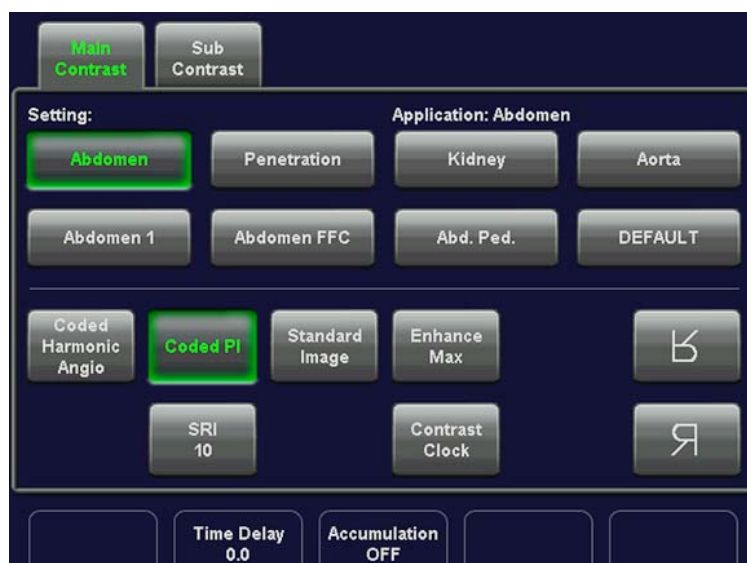 Main
Contrast
Sub
Contrast
Setting:
Application: Abdomen
Abdomen
Penetration
Kidney
Aorta
Abdomen 1
Abdomen FFC
Abd. Ped.
DEFAULT
Coded
Harmonic
Angio
Coded PI
Standard
Image
Enhance
Max
SRI
10
Contrast
Clock
Я
Time Delay
0.0
Accumulation
OFF